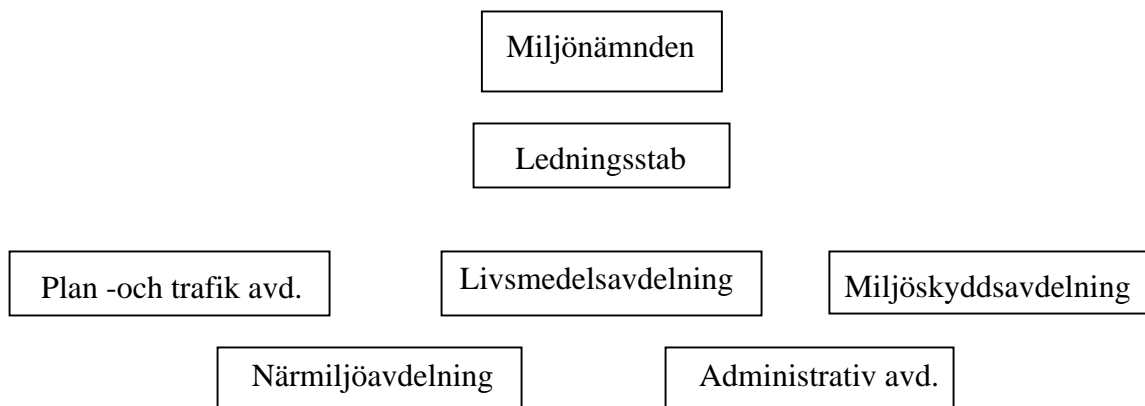 Miljönämnden
Ledningsstab
Plan -och trafik avd.
Livsmedelsavdelning
Miljöskyddsavdelning
Närmiljöavdelning
Administrativ avd.